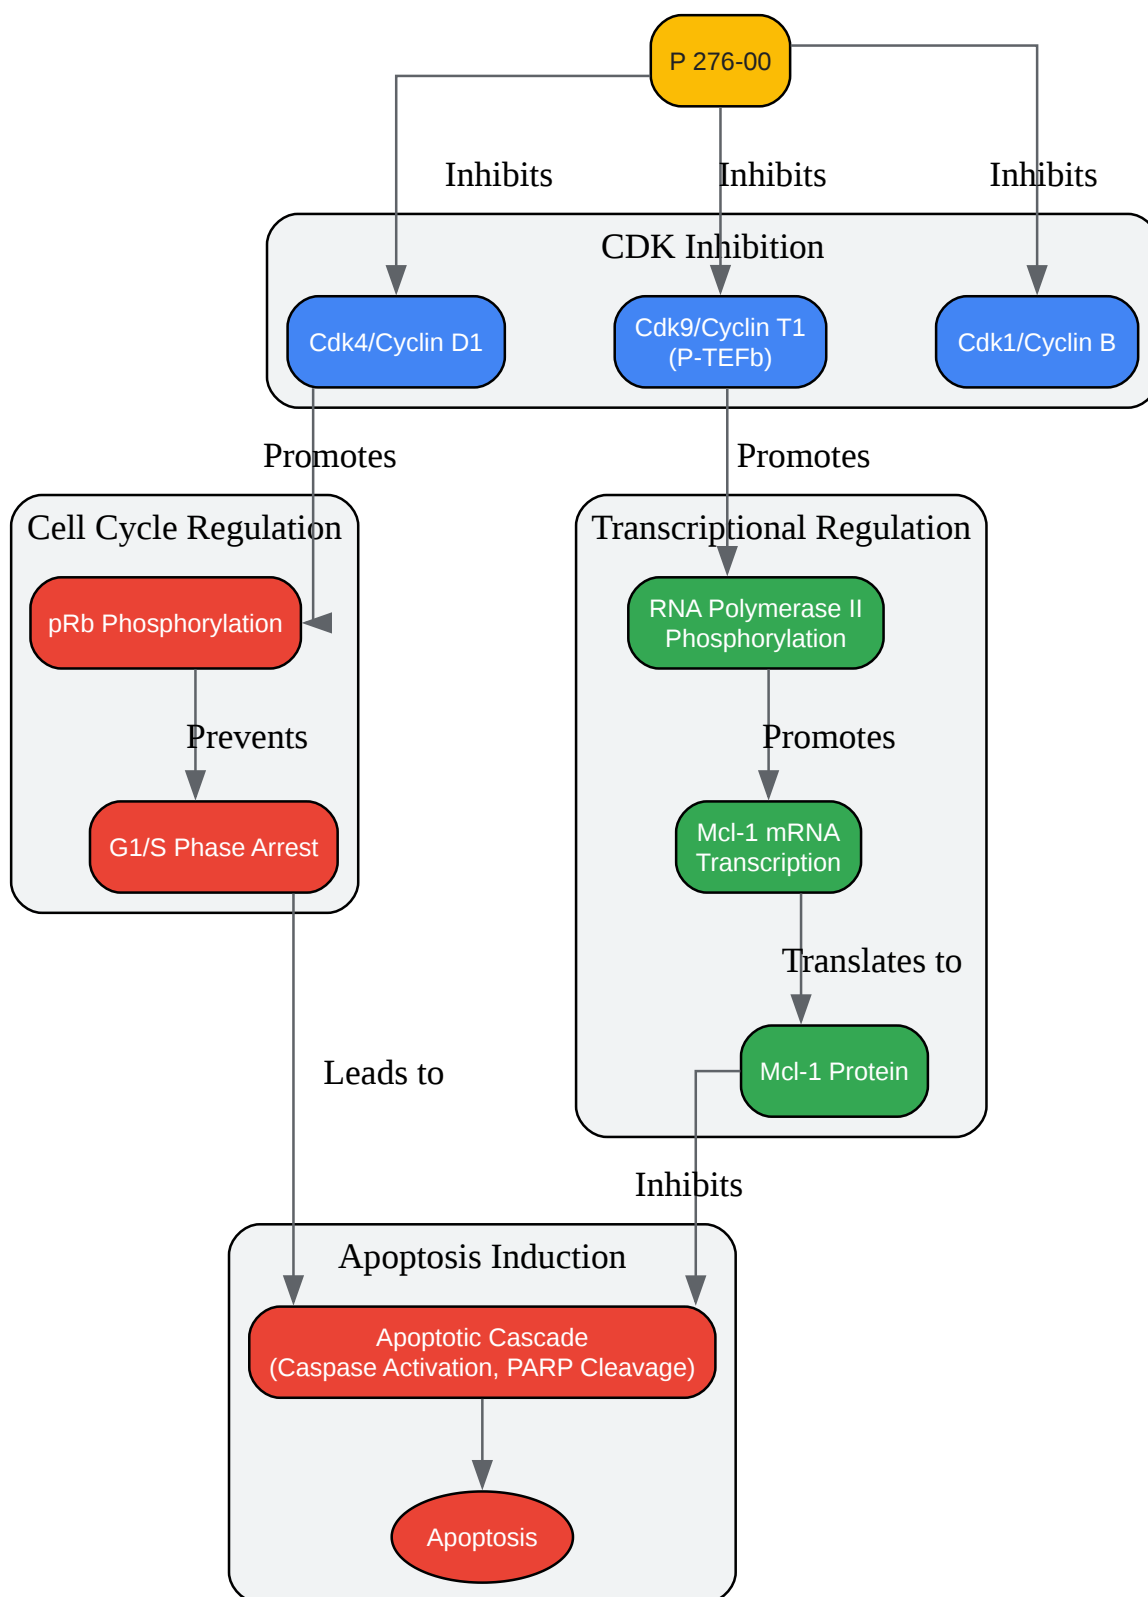 P 276-00
Inhibits
Inhibits
Inhibits
CDK Inhibition
Cdk4/Cyclin D1
Cdk9/Cyclin T1
(P-TEFb)
Cdk1/Cyclin B
Promotes
Promotes
Cell Cycle Regulation
Transcriptional Regulation
pRb Phosphorylation
RNA Polymerase II
Phosphorylation
Prevents
Promotes
G1/S Phase Arrest
Mcl-1 mRNA
Transcription
Translates to
Leads to
Mcl-1 Protein
Inhibits
Apoptosis Induction
Apoptotic Cascade
(Caspase Activation, PARP Cleavage)
Apoptosis